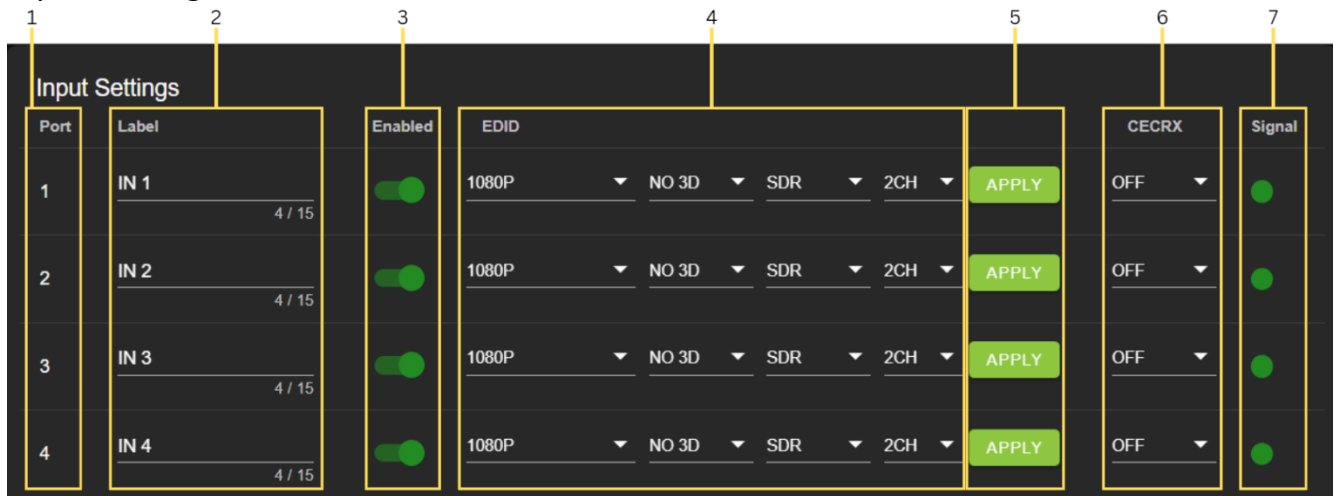 1 2 3 4 5 6 7
Input Settings
Port Label Enabled EDID CECRX Signal
1 IN 1 1080P NO 3D SDR 2CH APPLY OFF
4 / 15
2 IN 2 1080P NO 3D SDR 2CH APPLY OFF
4 / 15
3 IN 3 1080P NO 3D SDR 2CH APPLY OFF
4 / 15
4 IN 4 1080P NO 3D SDR 2CH APPLY OFF
4 / 15